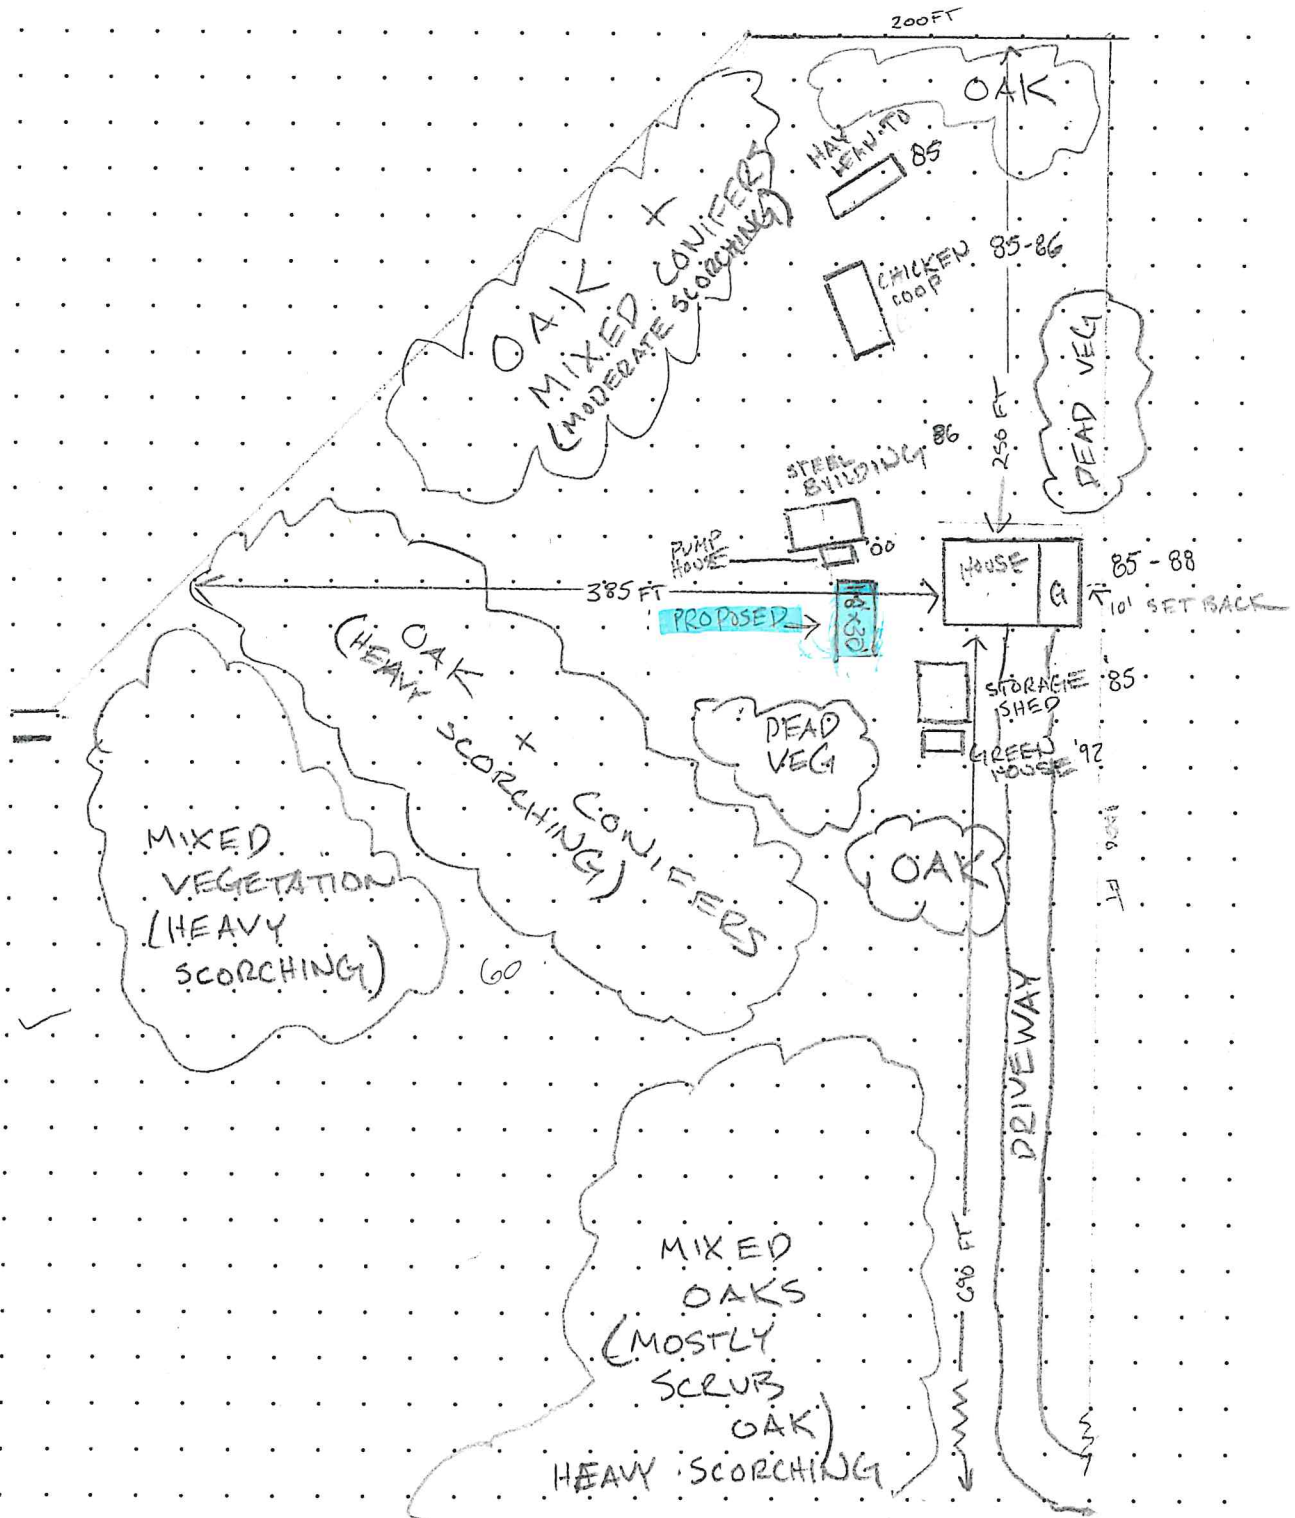 200 FT
OAK
HAY
LEAN-TO
85
OAK
X
MIXED CONIFERS
(MODERATE SCORCHING)
CHICKEN
COOP
85-86
DEAD VEG
250 FT
STEEL
BUILDING
86
PUMP
HOUSE
'00
HOUSE
G
85-88
10' SET BACK
385 FT
PROPOSED
OAK
X
CONIFERS
(HEAVY SCORCHING)
STORAGE
SHED
'85
GREEN
HOUSE
'92
DEAD
VEG
OAK
MIXED
VEGETATION
(HEAVY
SCORCHING)
60
DRIVEWAY
FT
MIXED
OAKS
(MOSTLY
SCRUB
OAK)
HEAVY SCORCHING